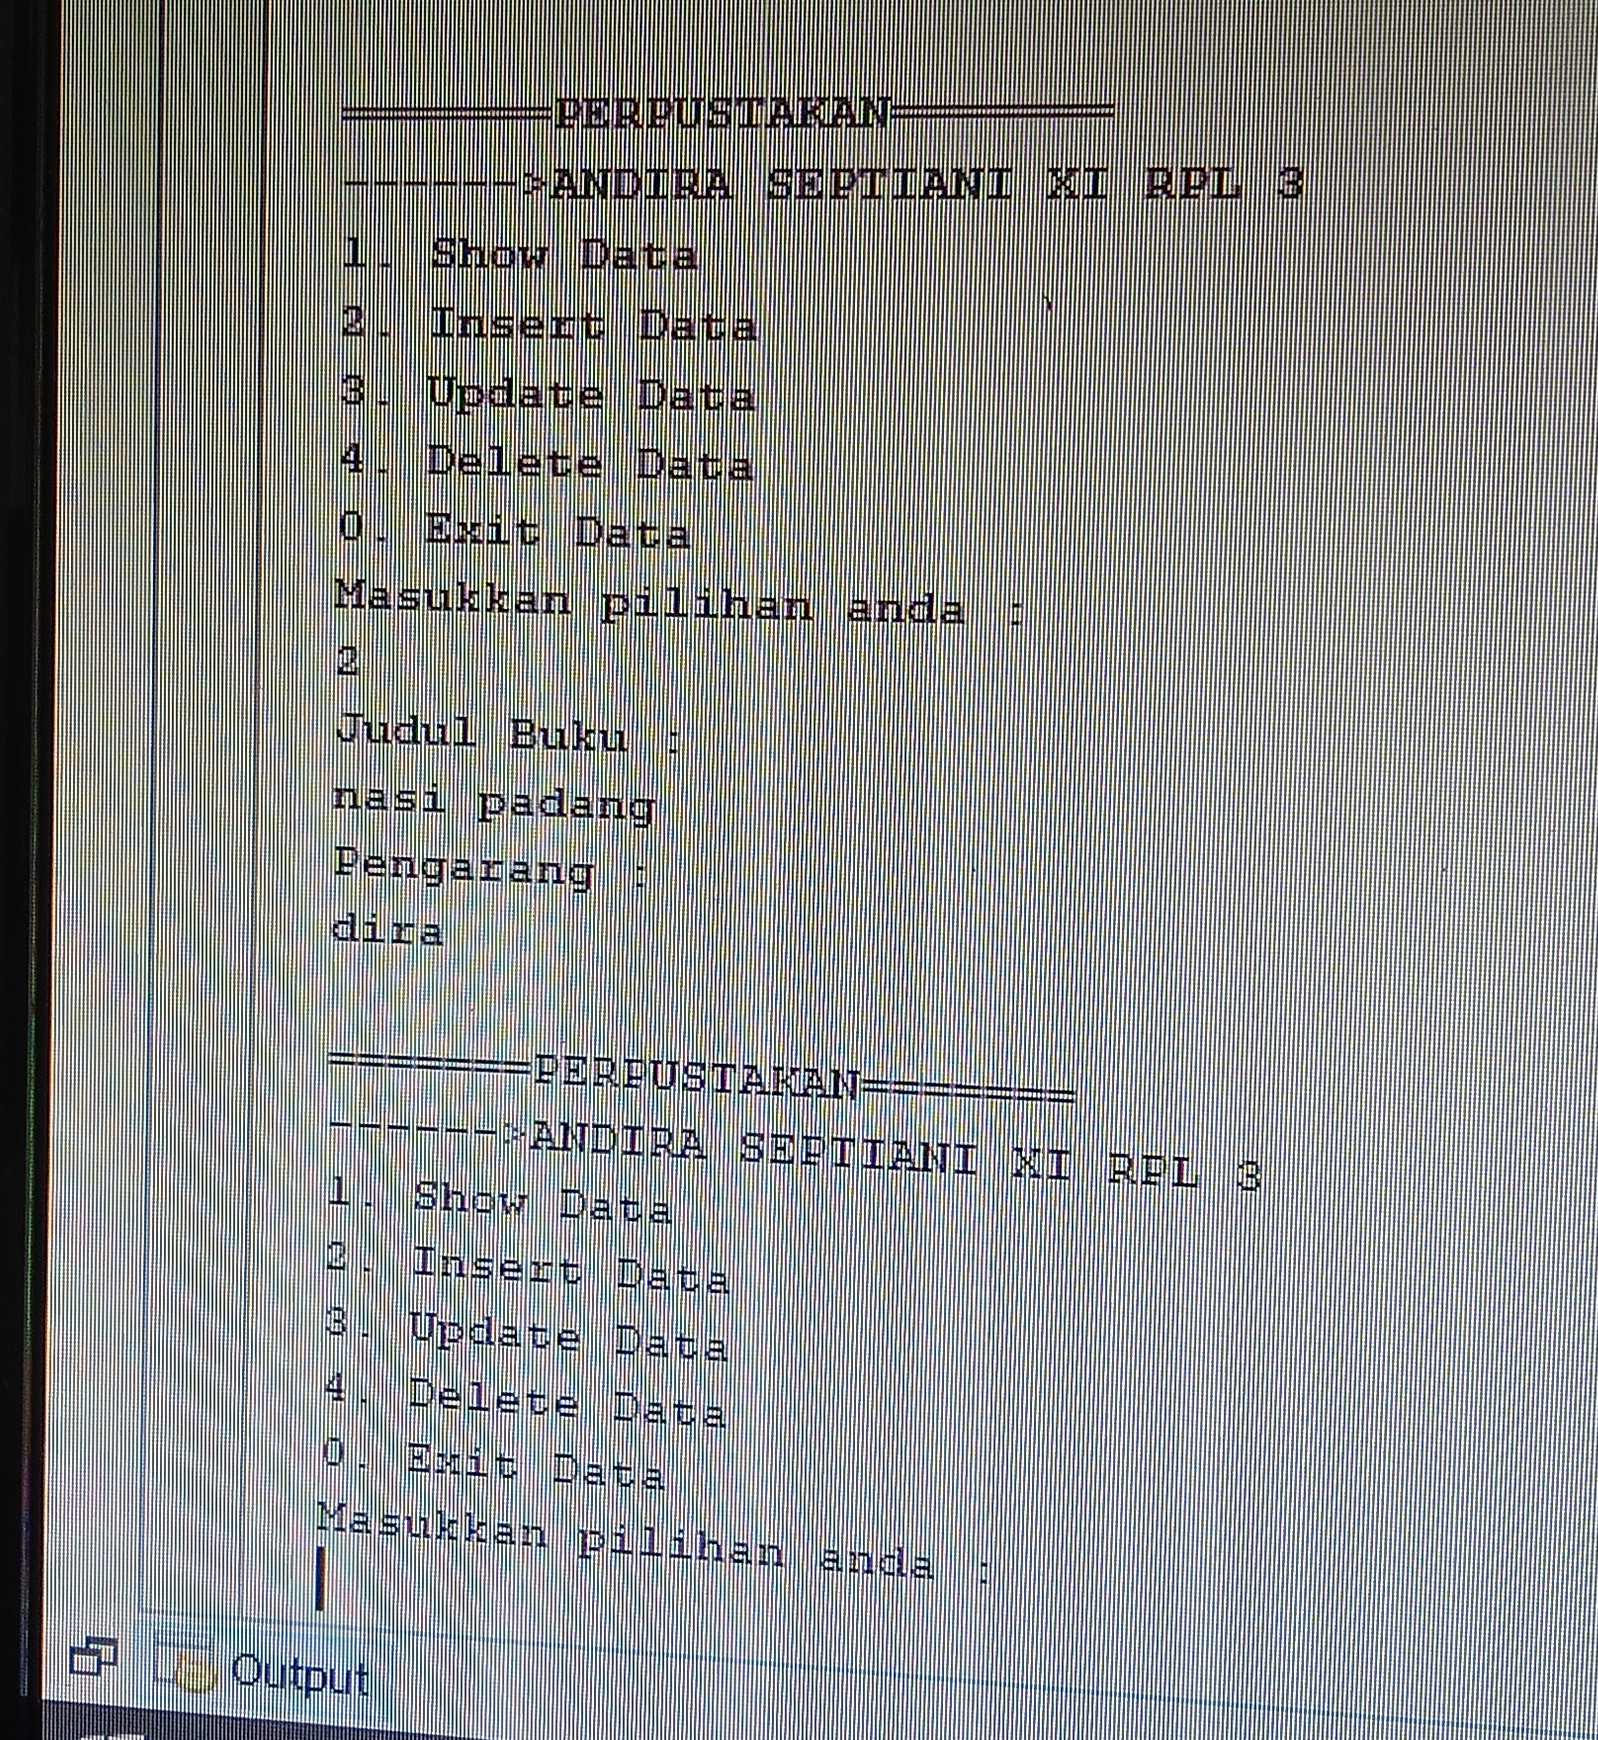 =======PERPUSTAKAN=======
------>ANDIRA SEPTIANI XI RPL 3
1. Show Data
2. Insert Data
3. Update Data
4. Delete Data
0. Exit Data
Masukkan pilihan anda :
2
Judul Buku :
nasi padang
Pengarang :
dira
=======PERPUSTAKAN=======
------>ANDIRA SEPTIANI XI RPL 3
1. Show Data
2. Insert Data
3. Update Data
4. Delete Data
0. Exit Data
Masukkan pilihan anda :
Output